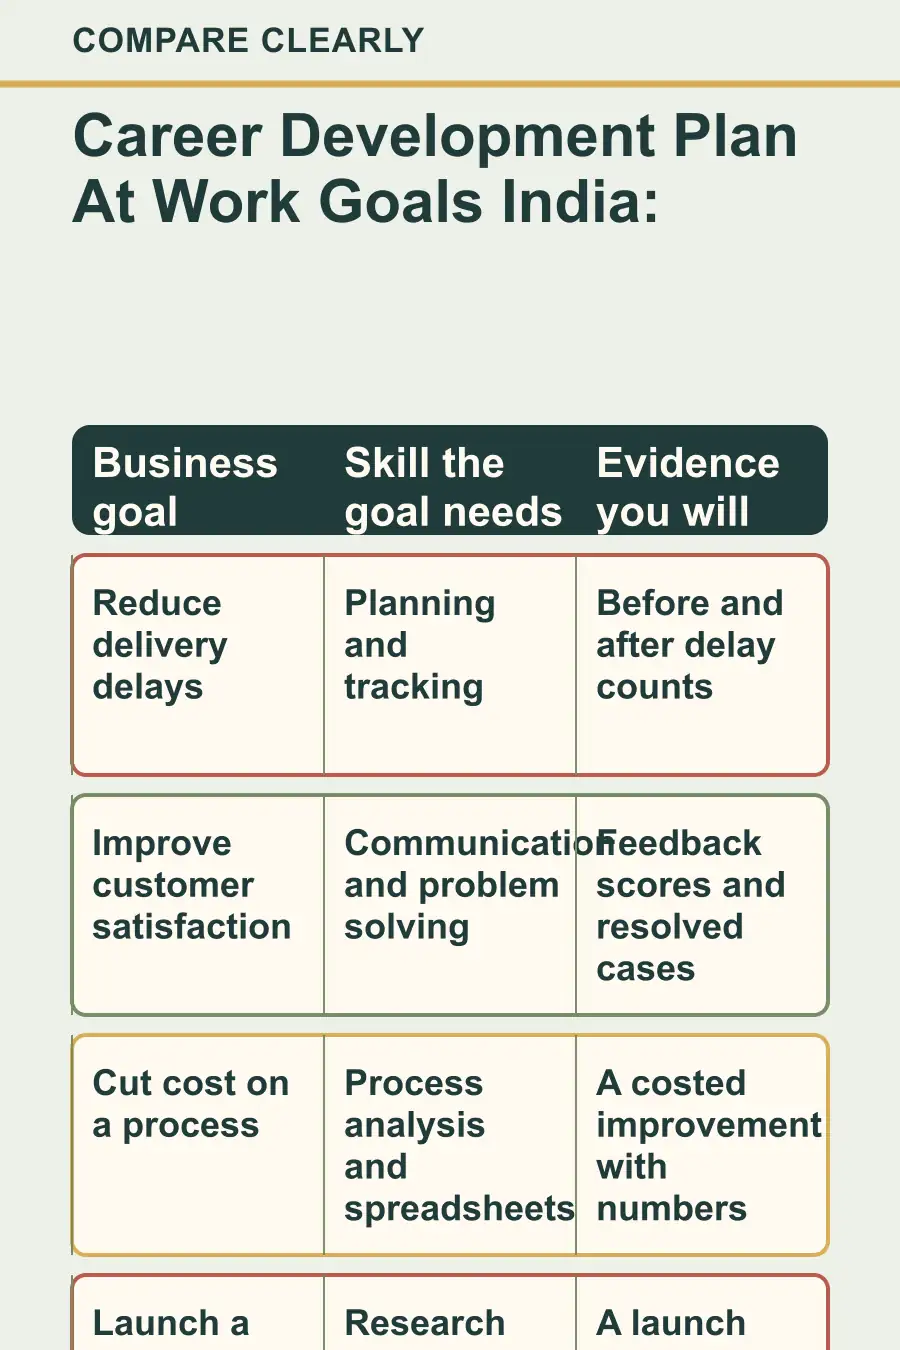 COMPARE CLEARLY
Career Development Plan
At Work Goals India:
Business goal
Skill the goal needs
Evidence you will
Reduce
delivery
delays
Planning
and
tracking
Before and
after delay
counts
Improve
customer
satisfaction
Communication
and problem
solving
Feedback
scores and
resolved
cases
Cut cost on
a process
Process
analysis
and
spreadsheets
A costed
improvement
with
numbers
Launch a
Research
A launch